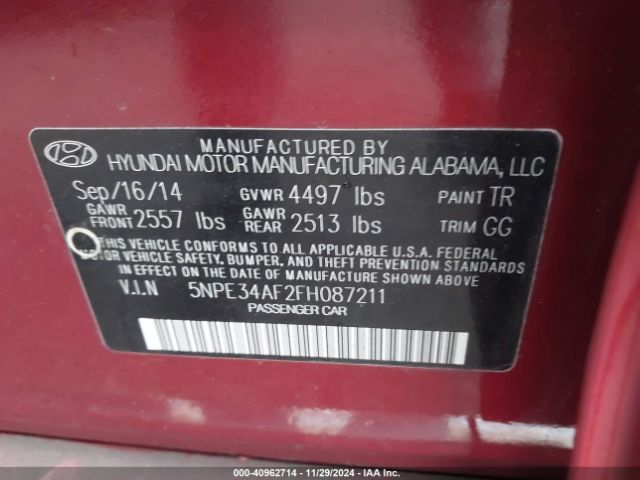 MANUFACTURED BY
HYUNDAI MOTOR MANUFACTURING ALABAMA, LLC
Sep/16/14 GVWR 4497 lbs PAINT TR
GAWR FRONT 2557 lbs GAWR REAR 2513 lbs TRIM GG
THIS VEHICLE CONFORMS TO ALL APPLICABLE FEDERAL
VEHICLE SAFETY, BUMPER, AND THEFT PREVENTION STANDARDS
IN EFFECT ON THE DATE OF MANUFACTURE SHOWN ABOVE
V.I.N 5NPE34AF2FH087211
PASSENGER CAR
000-40962714 - 11/29/2024 - IAA Inc.